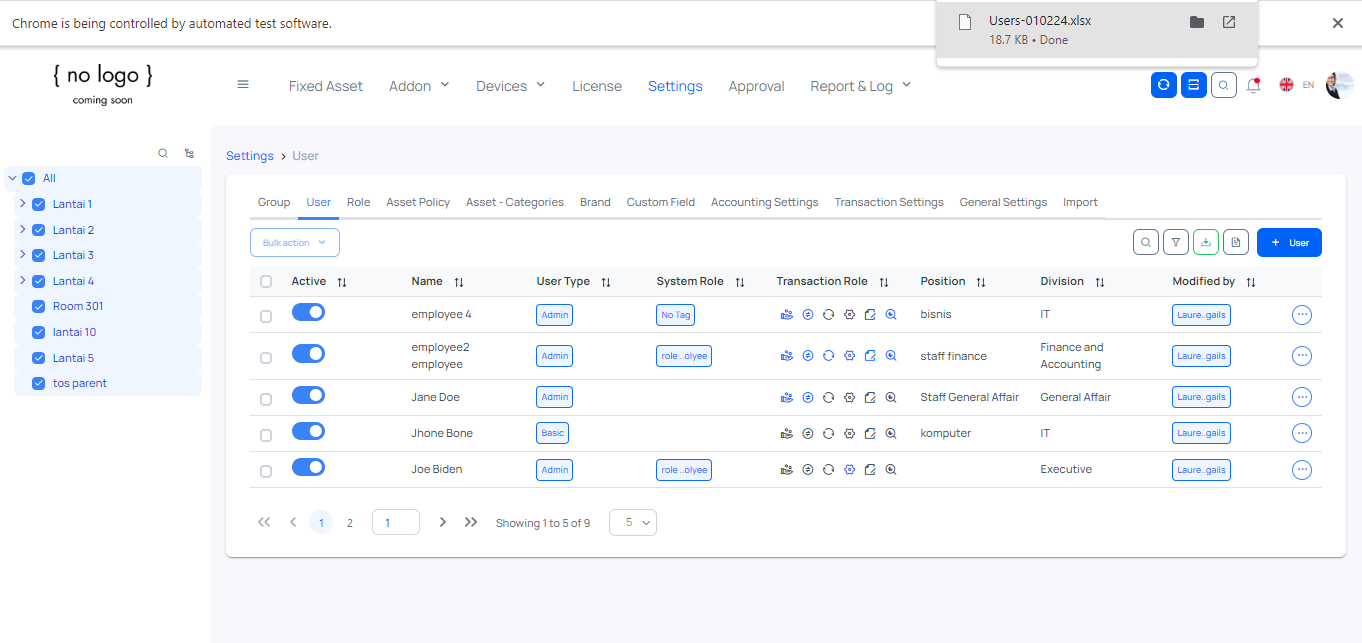 Chrome is being controlled by automated test software.
Users-010224.xlsx
18.7 KB • Done
{ no logo }
coming soon
Fixed Asset Addon Devices License Settings Approval Report & Log
EN
All
Lantai 1
Lantai 2
Lantai 3
Lantai 4
Room 301
lantai 10
Lantai 5
tos parent
Settings > User
Group User Role Asset Policy Asset - Categories Brand Custom Field Accounting Settings Transaction Settings General Settings Import
Bulk action
+ User
Active Name User Type System Role Transaction Role Position Division Modified by
employee 4 Admin No Tag bisnis IT Laure..gails
employee2 employee Admin role ..olyee staff finance Finance and Accounting Laure..gails
Jane Doe Admin Staff General Affair General Affair Laure..gails
Jhone Bone Basic komputer IT Laure..gails
Joe Biden Admin role ..olyee Executive Laure..gails
1 2 1 Showing 1 to 5 of 9 5